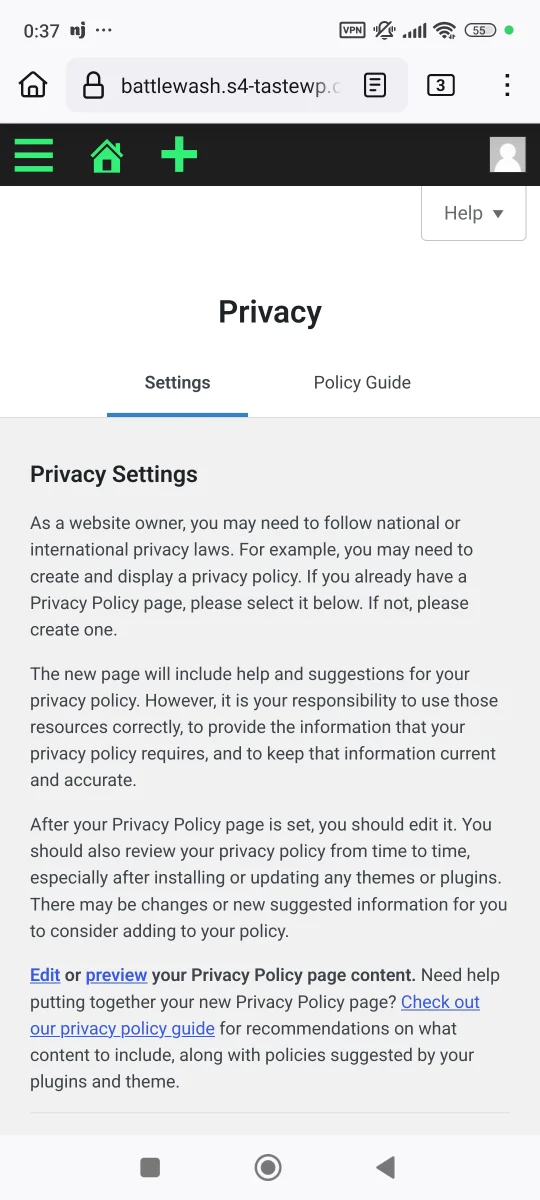 0:37 nj ...
VPN 55
battlewash.s4-tastewp.c
3
Help
Privacy
Settings Policy Guide
Privacy Settings
As a website owner, you may need to follow national or
international privacy laws. For example, you may need to
create and display a privacy policy. If you already have a
Privacy Policy page, please select it below. If not, please
create one.
The new page will include help and suggestions for your
privacy policy. However, it is your responsibility to use those
resources correctly, to provide the information that your
privacy policy requires, and to keep that information current
and accurate.
After your Privacy Policy page is set, you should edit it. You
should also review your privacy policy from time to time,
especially after installing or updating any themes or plugins.
There may be changes or new suggested information for you
to consider adding to your policy.
Edit or preview your Privacy Policy page content. Need help
putting together your new Privacy Policy page? Check out
our privacy policy guide for recommendations on what
content to include, along with policies suggested by your
plugins and theme.